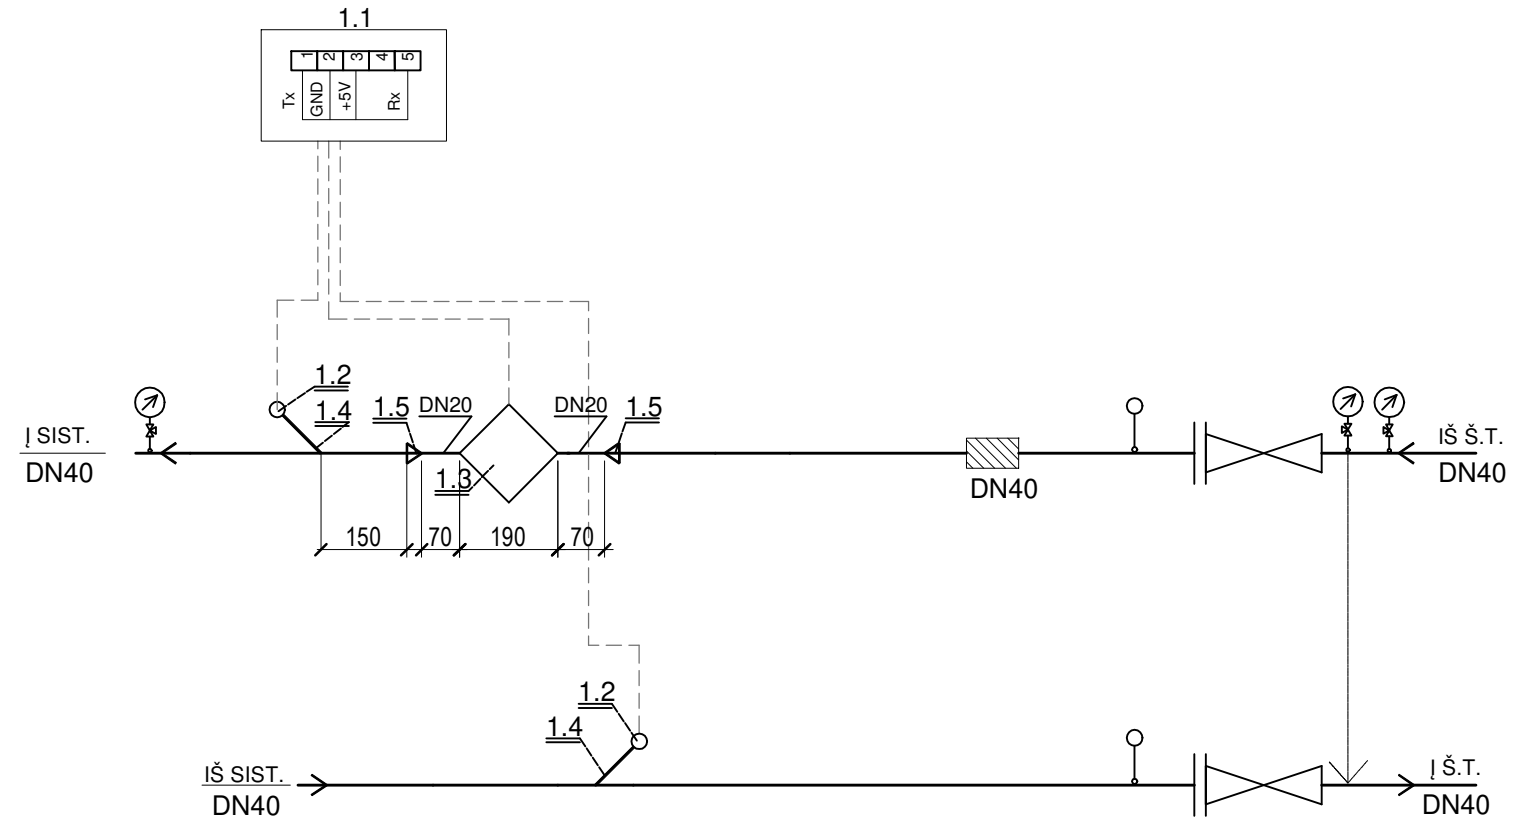 1.1
1 2 3 4 5
Tx GND +5V Rx
1.2
1.4
1.5
DN20
DN20
1.5
Į SIST.
DN40
1.3
DN40
IŠ Š.T.
DN40
150 70 190 70
1.2
1.4
IŠ SIST.
DN40
Į Š.T.
DN40